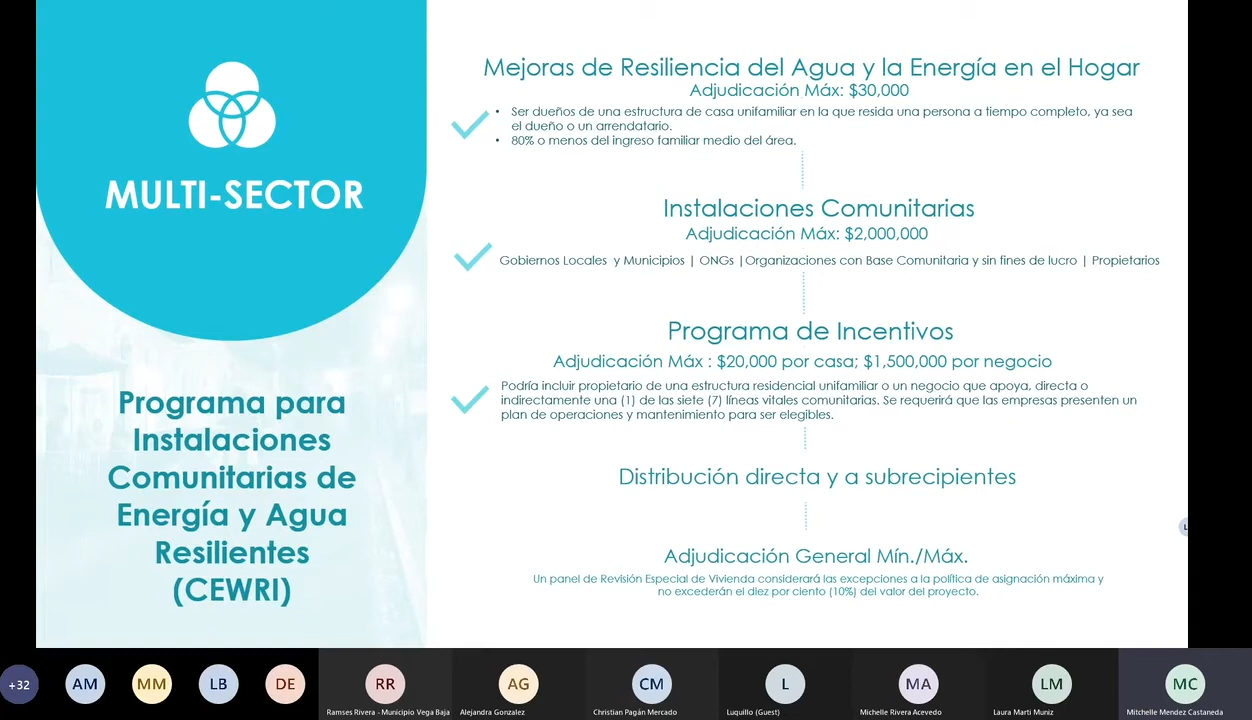 MULTI-SECTOR
Programa para
Instalaciones
Comunitarias de
Energía y Agua
Resilientes
(CEWRI)
Mejoras de Resiliencia del Agua y la Energía en el Hogar
Adjudicación Máx: $30,000
• Ser dueños de una estructura de casa unifamiliar en la que resida una persona a tiempo completo, ya sea
el dueño o un arrendatario.
• 80% o menos del ingreso familiar medio del área.
Instalaciones Comunitarias
Adjudicación Máx: $2,000,000
Gobiernos Locales y Municipios | ONGs |Organizaciones con Base Comunitaria y sin fines de lucro | Propietarios
Programa de Incentivos
Adjudicación Máx : $20,000 por casa; $1,500,000 por negocio
Podría incluir propietario de una estructura residencial unifamiliar o un negocio que apoya, directa o
indirectamente una (1) de las siete (7) líneas vitales comunitarias. Se requerirá que las empresas presenten un
plan de operaciones y mantenimiento para ser elegibles.
Distribución directa y a subrecipientes
Adjudicación General Mín./Máx.
Un panel de Revisión Especial de Vivienda considerará las excepciones a la política de asignación máxima y
no excederán el diez por ciento (10%) del valor del proyecto.
L
+32 AM MM LB DE RR AG CM L MA LM MC
Ramses Rivera - Municipio Vega Baja Alejandra Gonzalez Christian Pagán Mercado Luquillo (Guest) Michelle Rivera Acevedo Laura Marti Muniz Mitchelle Mendez Castaneda